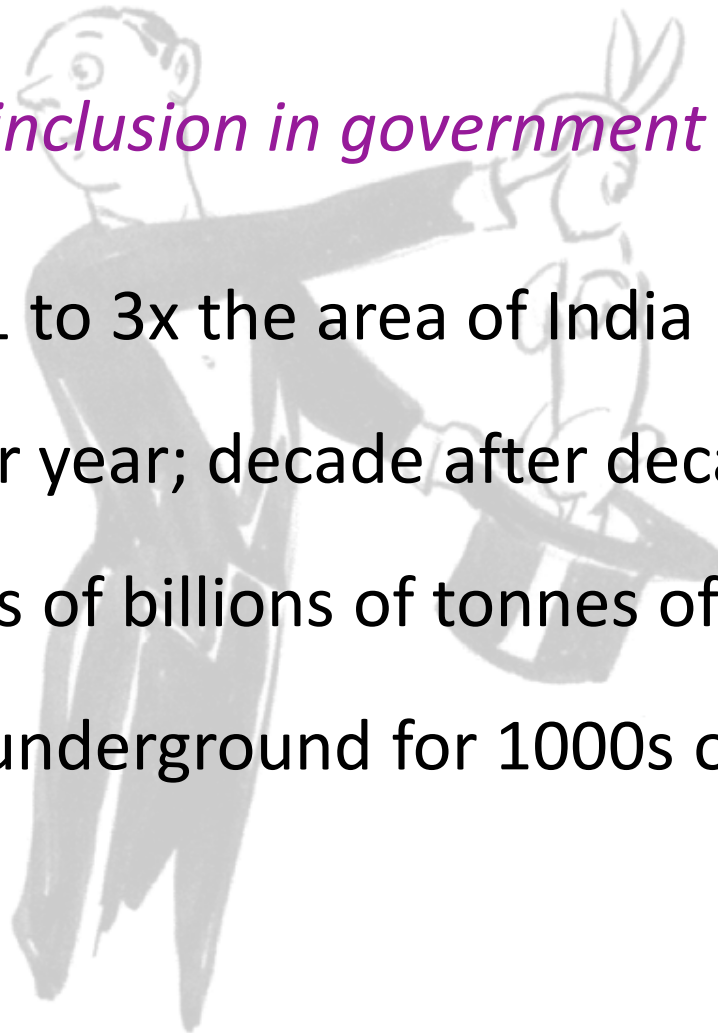 inclusion in government
1 to 3x the area of India
r year; decade after deca
s of billions of tonnes of
underground for 1000s o